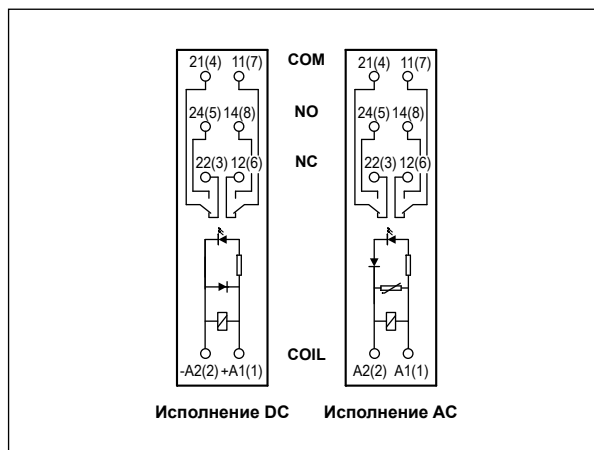 21(4) 11(7) COM 21(4) 11(7)
24(5) 14(8) NO 24(5) 14(8)
22(3) 12(6) NC 22(3) 12(6)
-A2(2) +A1(1) COIL A2(2) A1(1)
Исполнение DC Исполнение AC